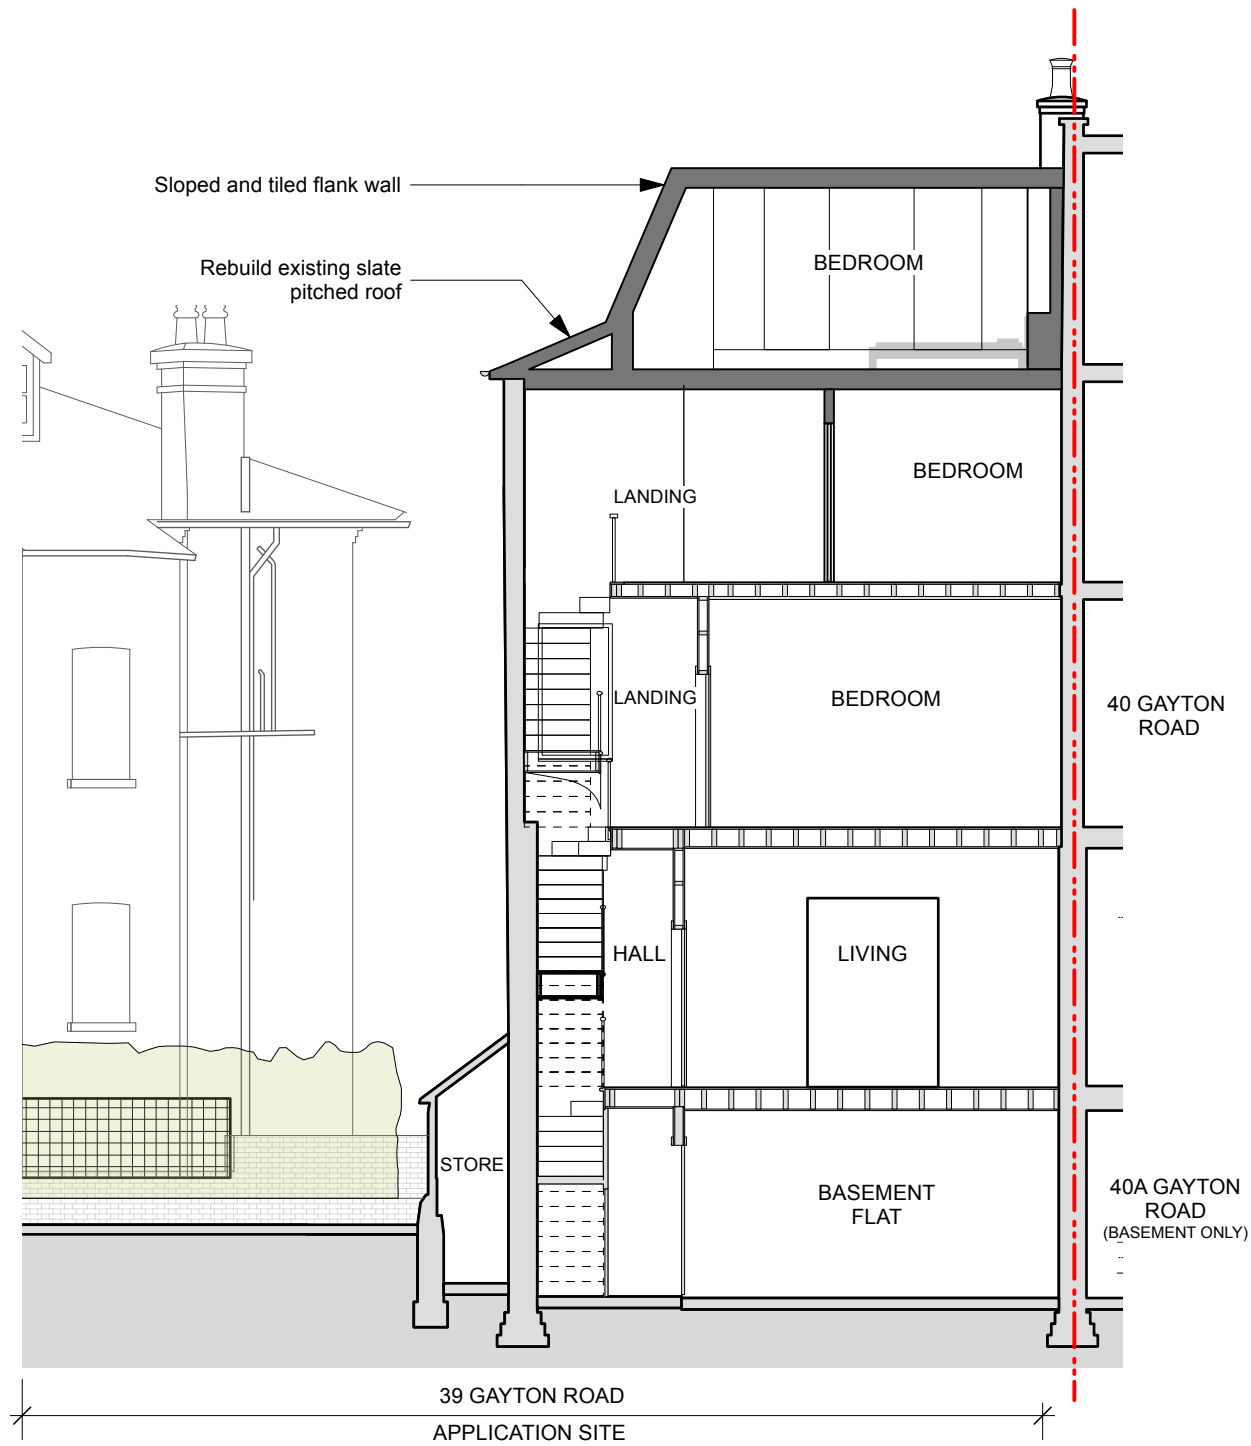 Sloped and tiled flank wall
Rebuild existing slate
pitched roof
BEDROOM
BEDROOM
LANDING
LANDING
BEDROOM
40 GAYTON
ROAD
HALL
LIVING
STORE
BASEMENT
FLAT
40A GAYTON
ROAD
(BASEMENT ONLY)
39 GAYTON ROAD
APPLICATION SITE